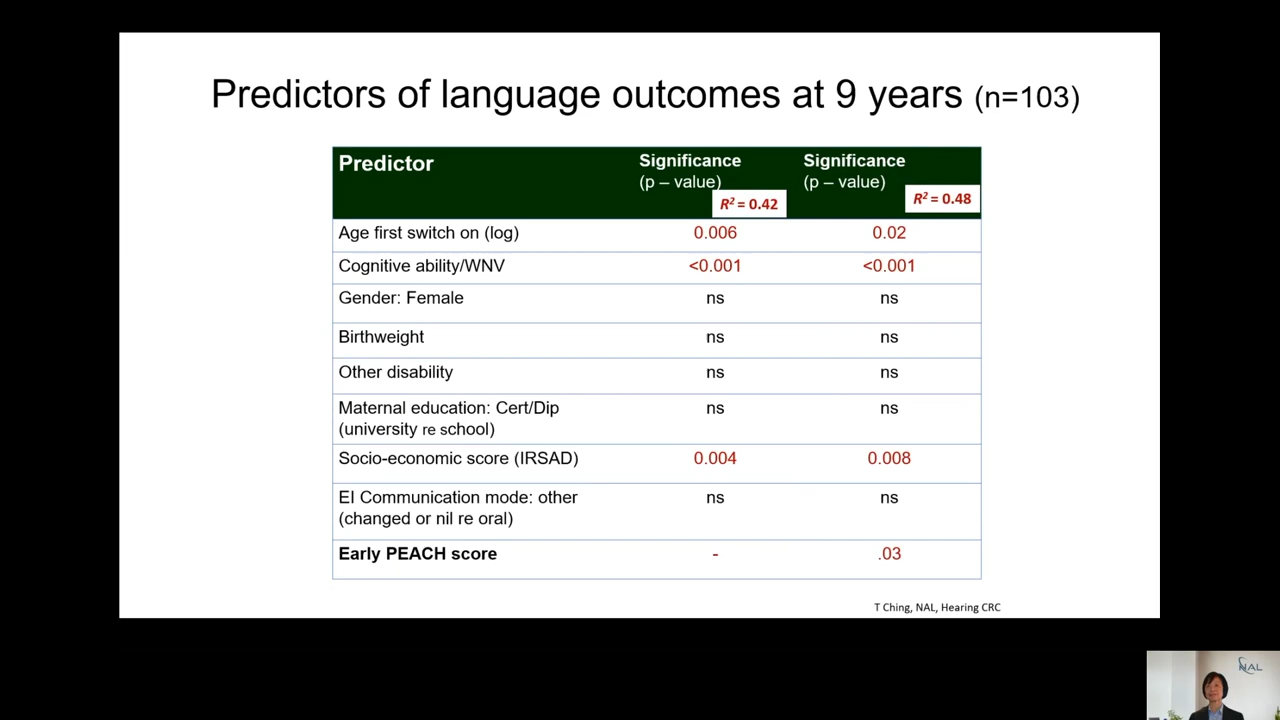 Predictors of language outcomes at 9 years (n=103)
Predictor Significance Significance
(p – value) (p – value)
R² = 0.42 R² = 0.48
Age first switch on (log) 0.006 0.02
Cognitive ability/WNV <0.001 <0.001
Gender: Female ns ns
Birthweight ns ns
Other disability ns ns
Maternal education: Cert/Dip ns ns
(university re school)
Socio-economic score (IRSAD) 0.004 0.008
EI Communication mode: other ns ns
(changed or nil re oral)
Early PEACH score - .03
T Ching, NAL, Hearing CRC
NAL